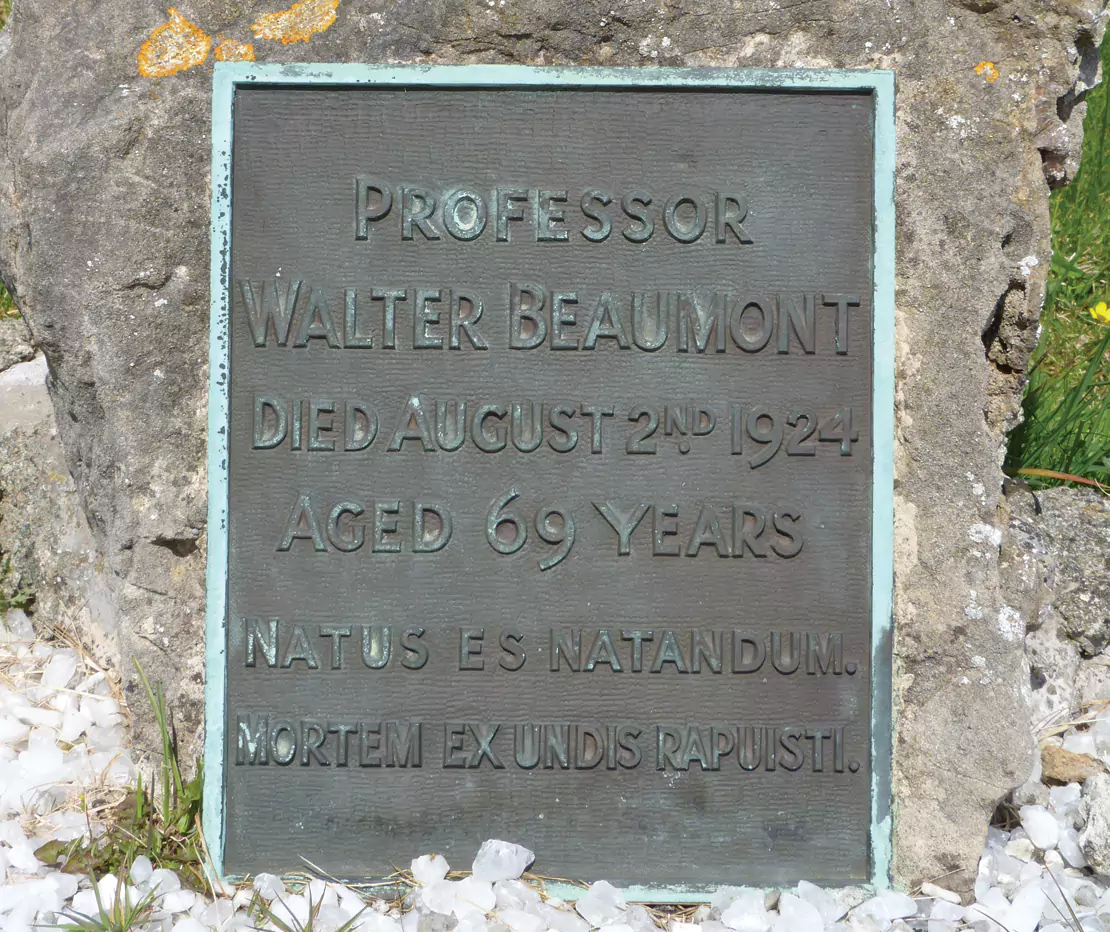 PROFESSOR
WALTER BEAUMONT
DIED AUGUST 2ND. 1924
AGED 69 YEARS
NATUS ES NATANDUM.
MORTEM EX UNDIS RAPUISTI.